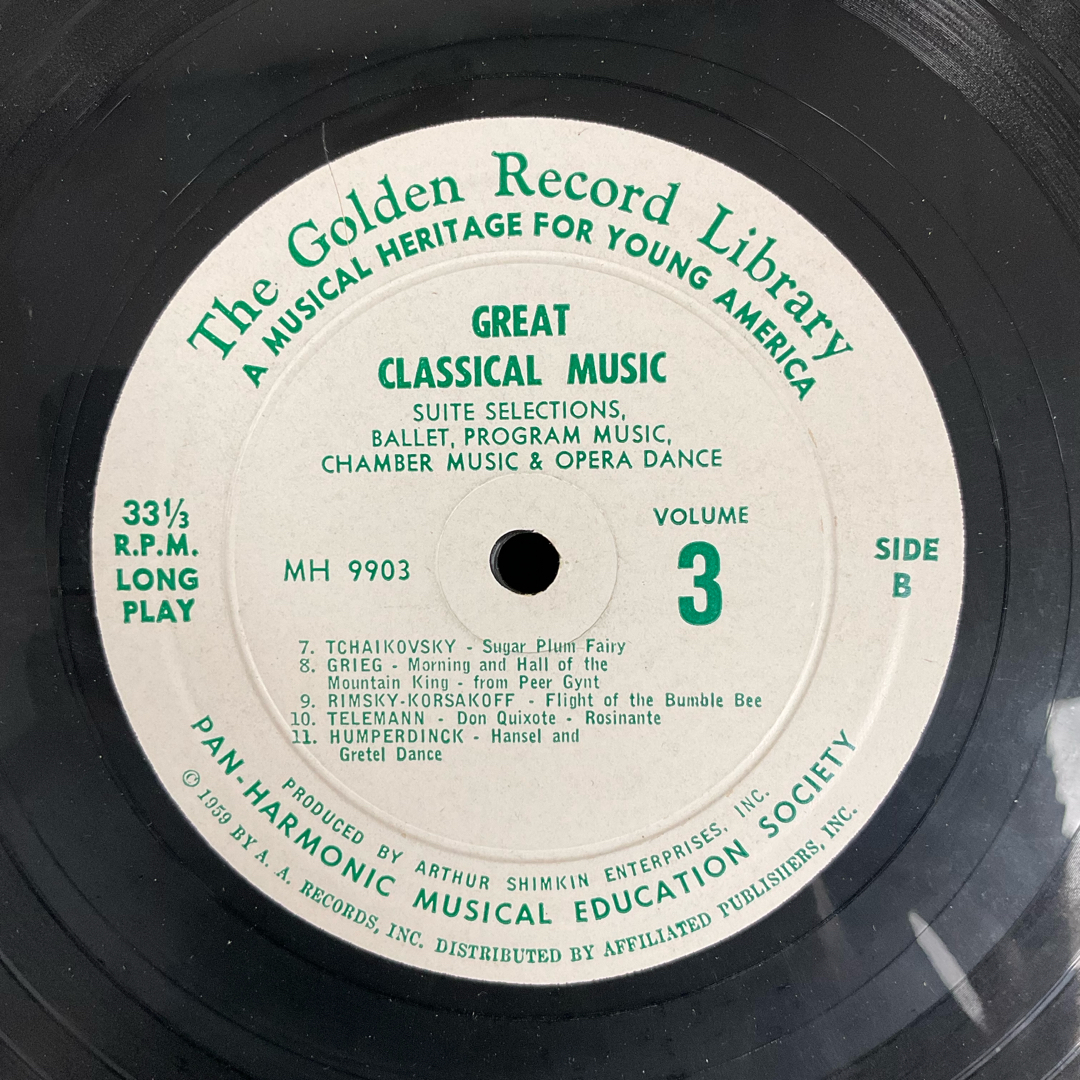 The Golden Record Library
A MUSICAL HERITAGE FOR YOUNG AMERICA
GREAT
CLASSICAL MUSIC
SUITE SELECTIONS,
BALLET, PROGRAM MUSIC,
CHAMBER MUSIC & OPERA DANCE
33⅓
R.P.M.
LONG
PLAY
MH 9903
VOLUME
3
SIDE
B
7. TCHAIKOVSKY - Sugar Plum Fairy
8. GRIEG - Morning and Hall of the
Mountain King - from Peer Gynt
9. RIMSKY-KORSAKOFF - Flight of the Bumble Bee
10. TELEMANN - Don Quixote - Rosinante
11. HUMPERDINCK - Hansel and
Gretel Dance
PRODUCED BY ARTHUR SHIMKIN ENTERPRISES, INC.
PAN-HARMONIC MUSICAL EDUCATION SOCIETY
© 1959 BY A. A. RECORDS, INC. DISTRIBUTED BY AFFILIATED PUBLISHERS, INC.